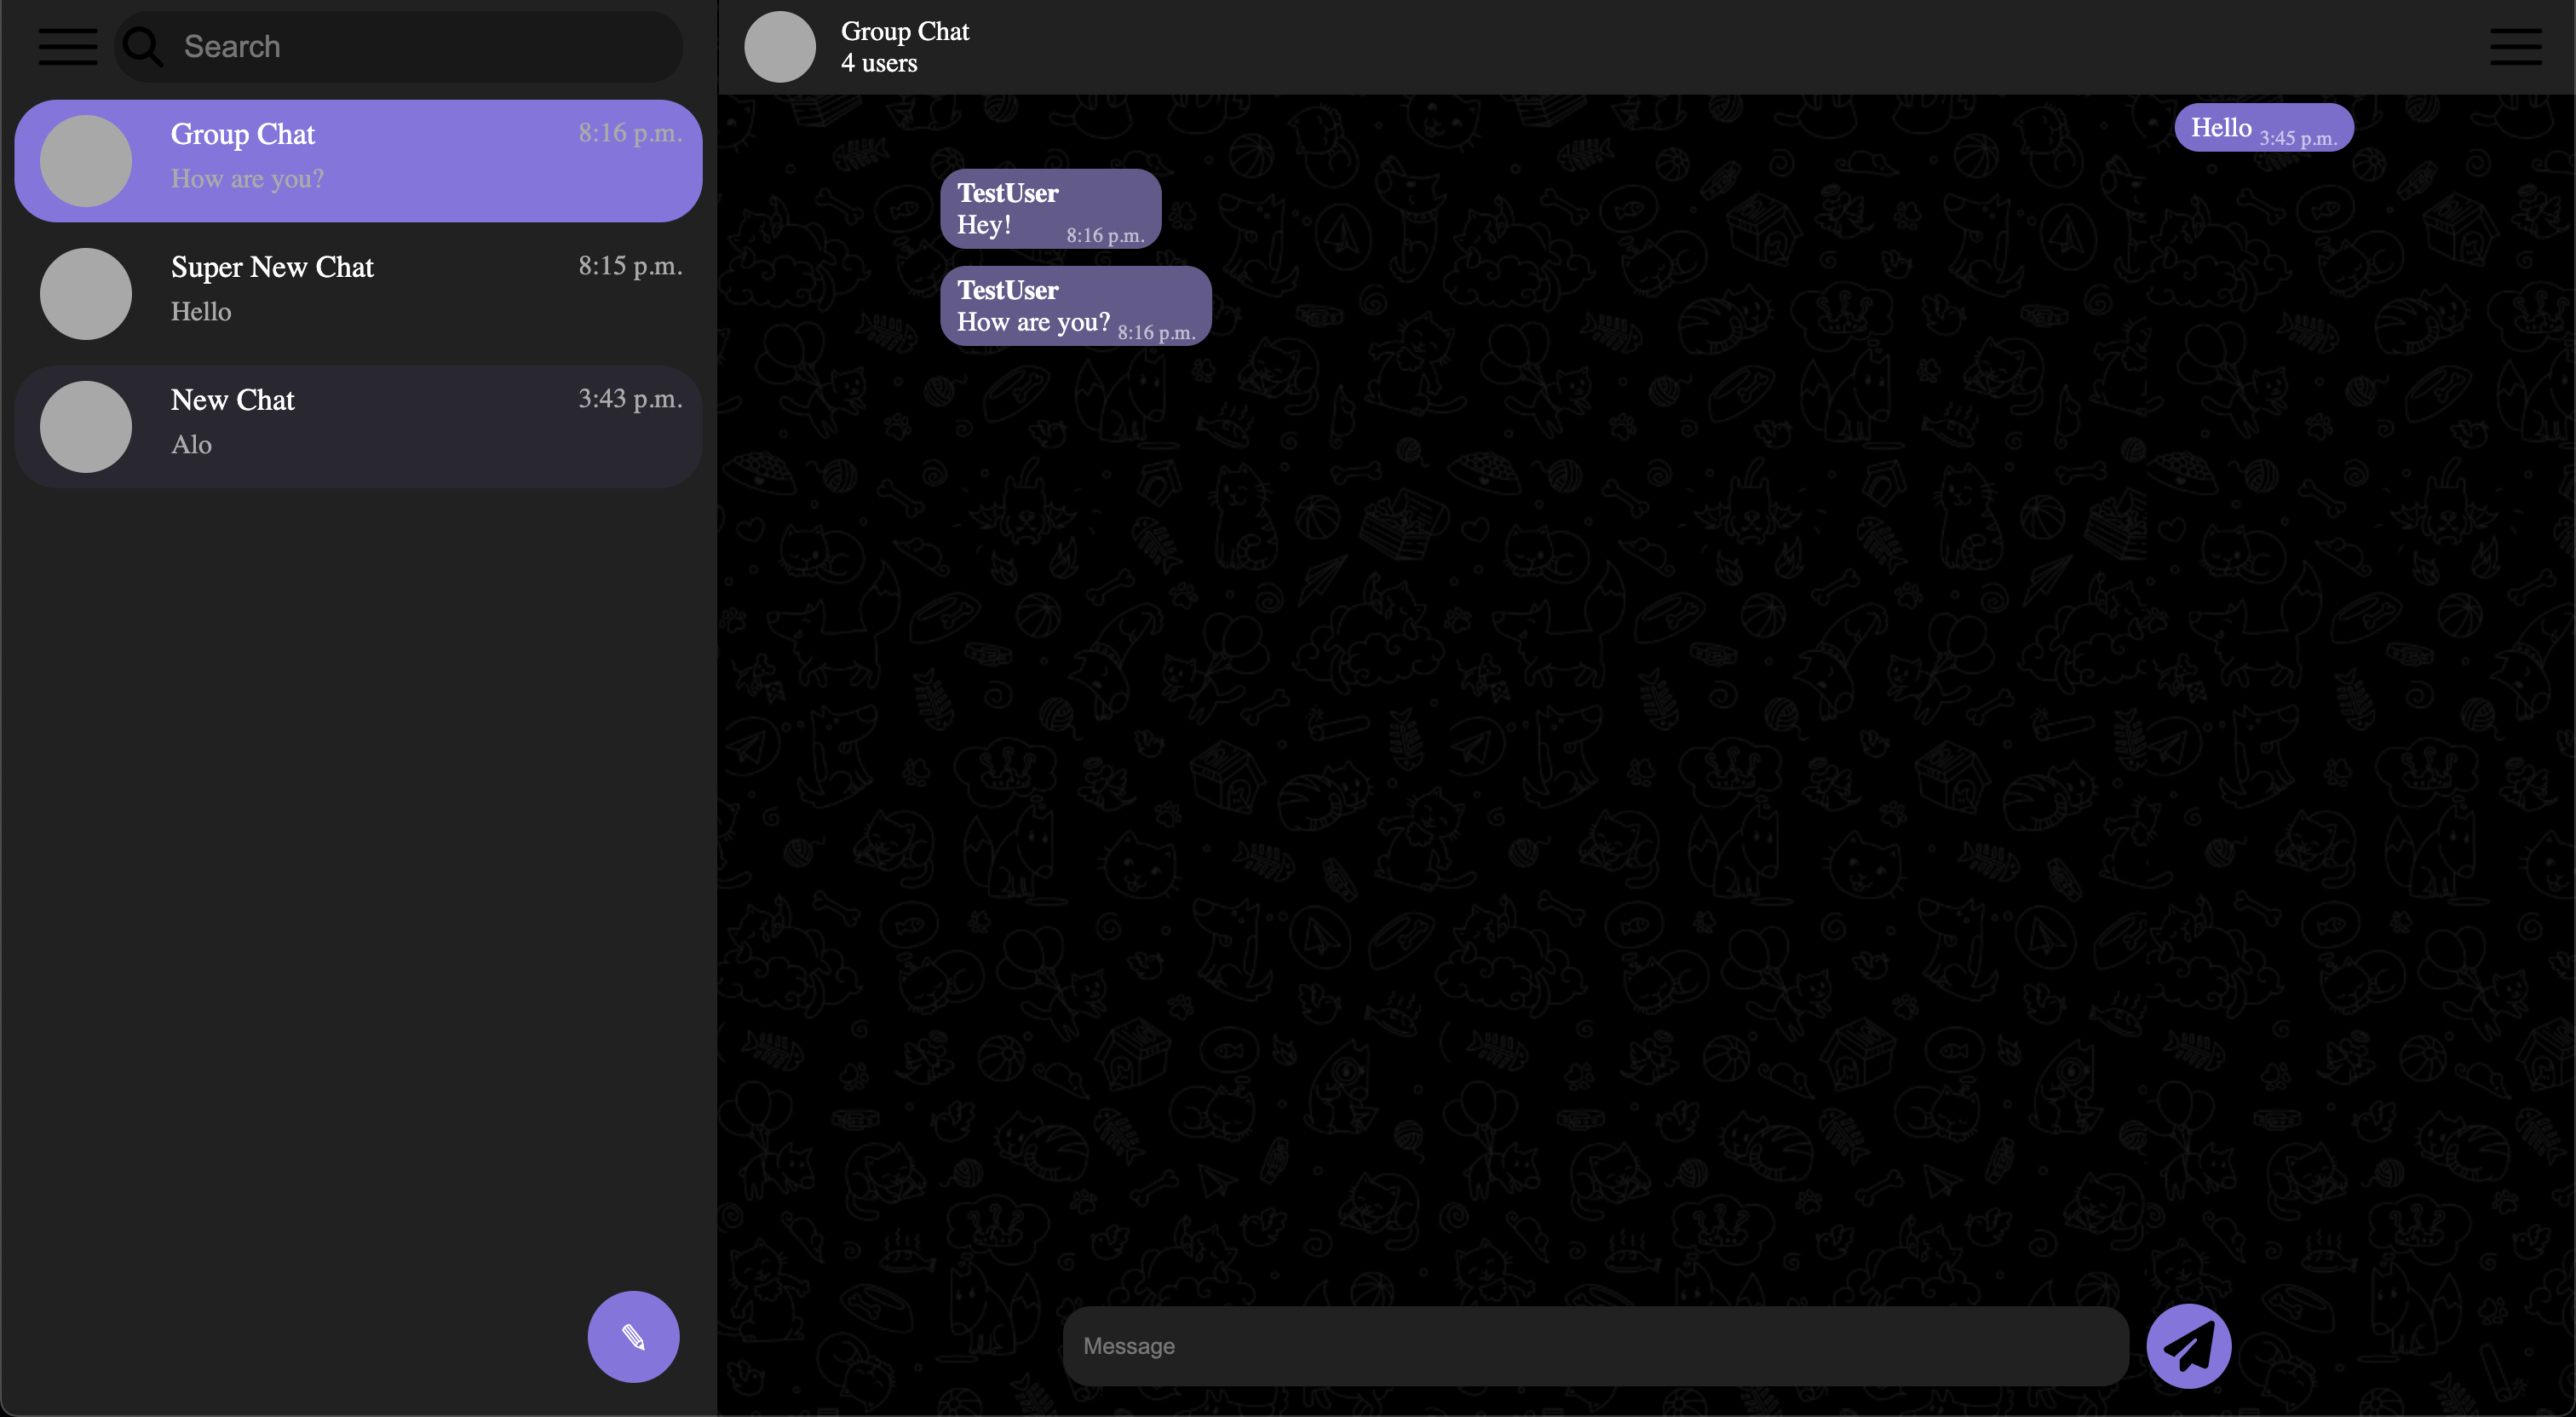 Search
Group Chat
8:16 p.m.
How are you?
Super New Chat
8:15 p.m.
Hello
New Chat
3:43 p.m.
Alo
Group Chat
4 users
Hello 3:45 p.m.
TestUser
Hey! 8:16 p.m.
TestUser
How are you? 8:16 p.m.
Message